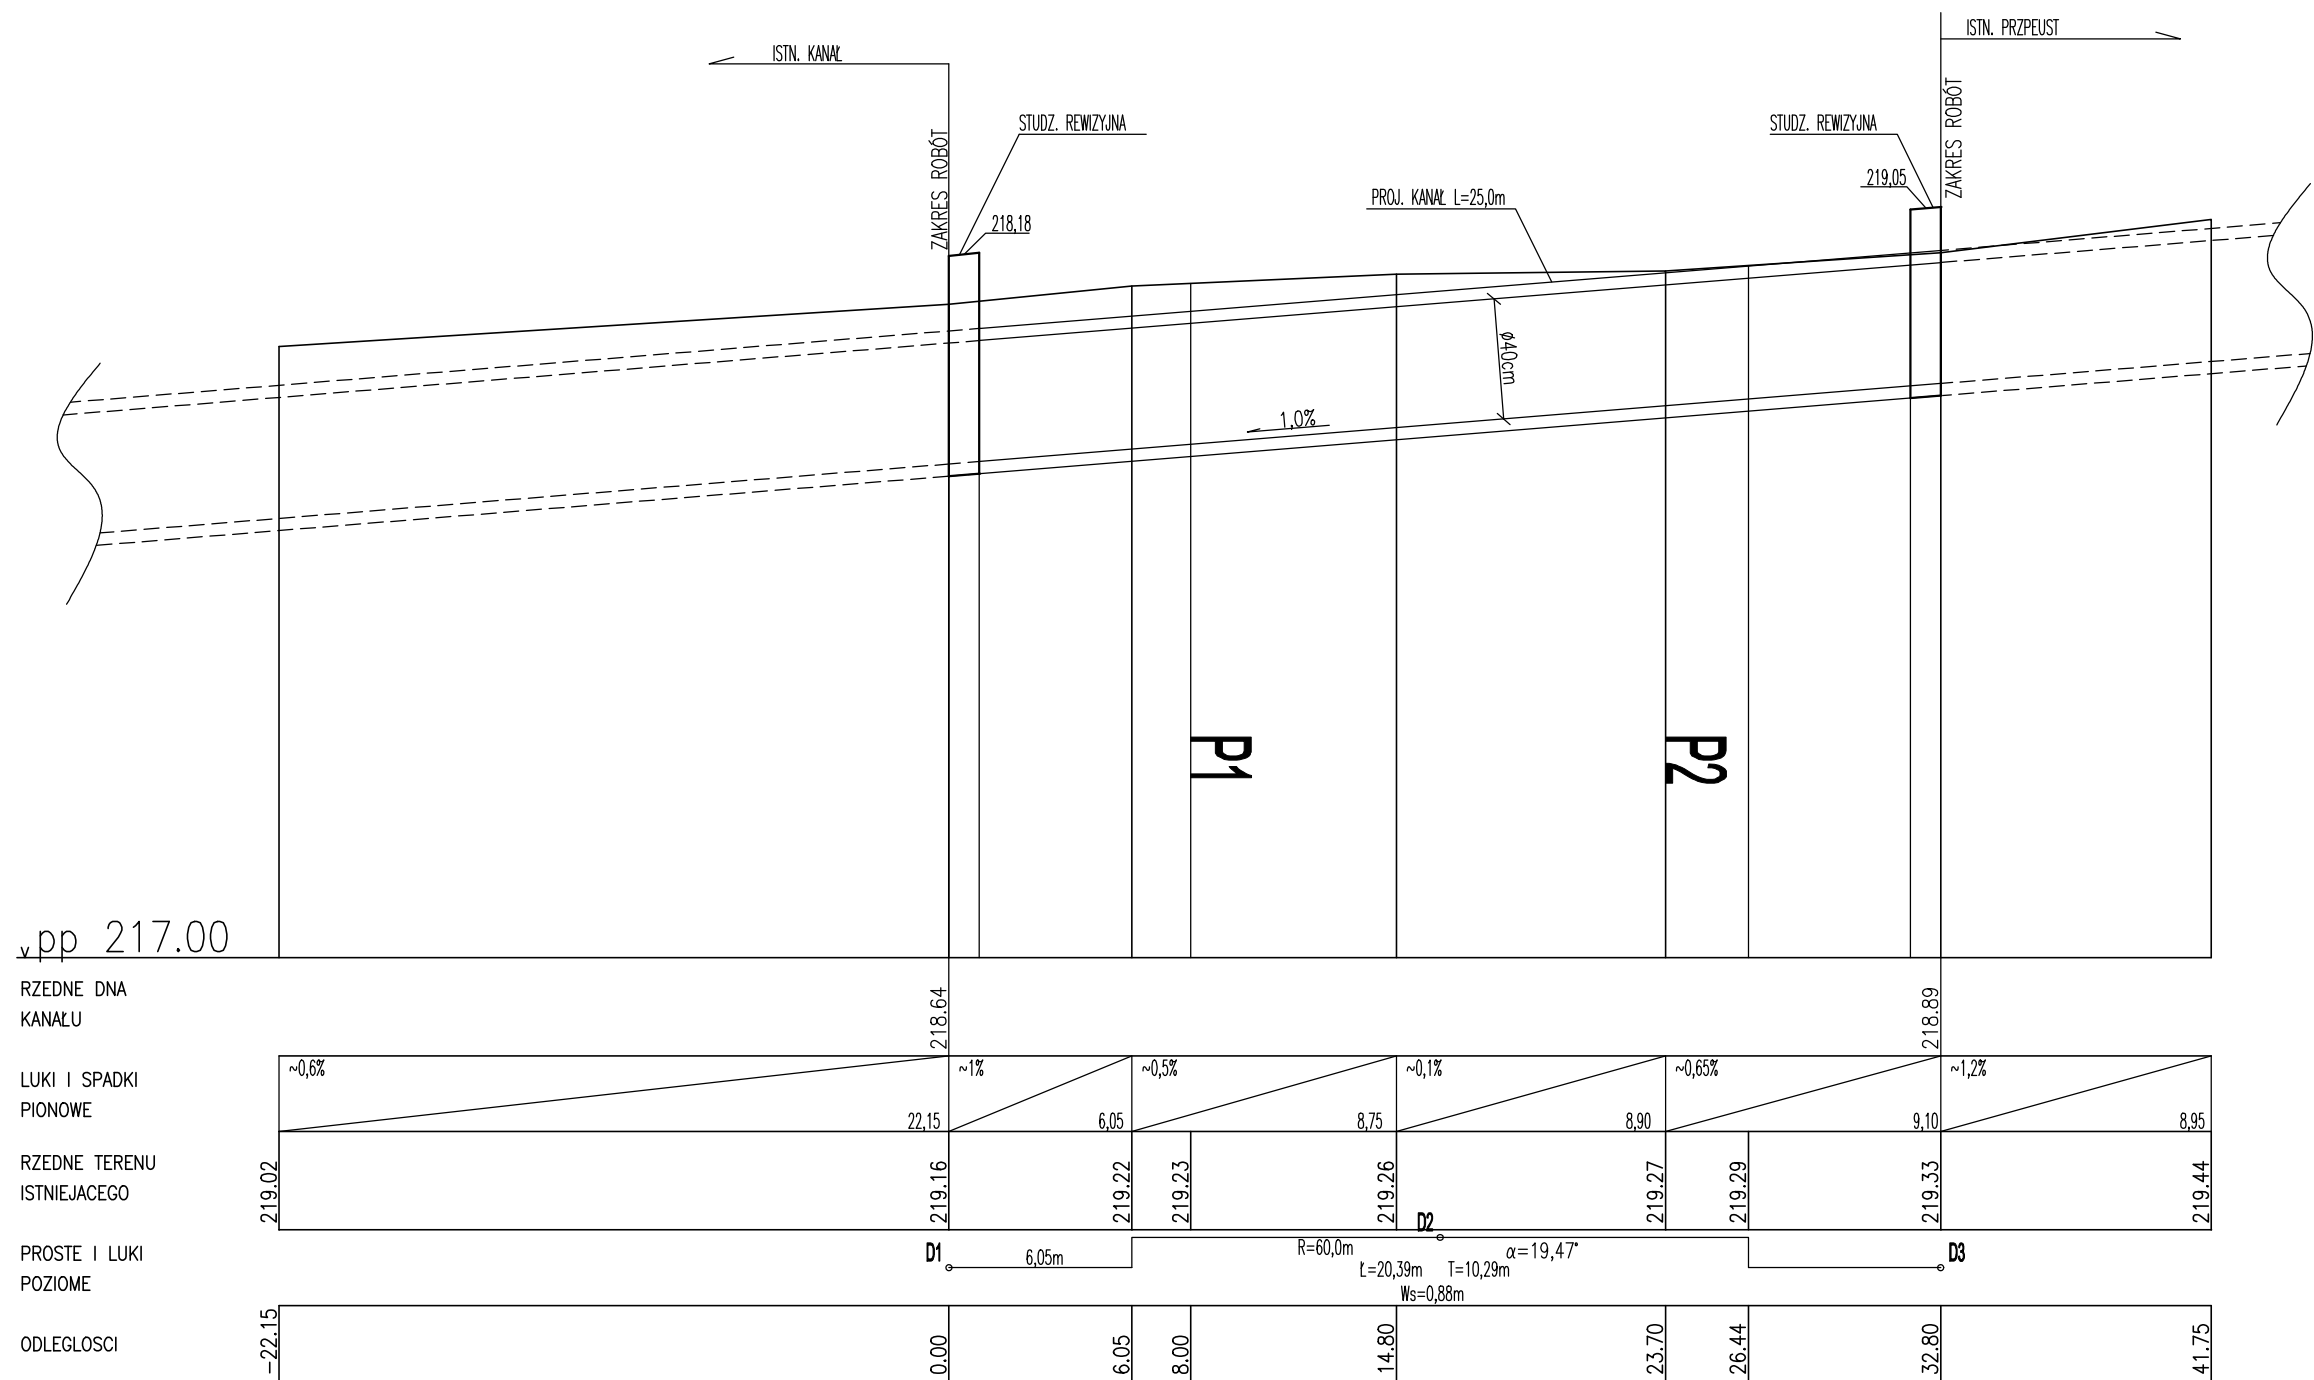 ISTN. PRZPEUST
ISTN. KANAŁ
ZAKRES ROBÓT
STUDZ. REWIZYJNA
STUDZ. REWIZYJNA
ZAKRES ROBÓT
219,05
PROJ. KANAŁ L=25,0m
218,18
ø40cm
1,0%
P1
P2
pp 217.00
RZEDNE DNA
KANAŁU
218.64
218.89
LUKI I SPADKI
PIONOWE
~0,6%
~1%
~0,5%
~0,1%
~0,65%
~1,2%
22,15
6,05
8,75
8,90
9,10
8,95
RZEDNE TERENU
ISTNIEJACEGO
219.02
219.16
219.22
219.23
219.26
219.27
219.29
219.33
219.44
PROSTE I LUKI
POZIOME
D1
6,05m
D2
R=60,0m
α=19,47°
Ł=20,39m
T=10,29m
Ws=0,88m
D3
ODLEGLOSCI
-22.15
0.00
6.05
8.00
14.80
23.70
26.44
32.80
41.75